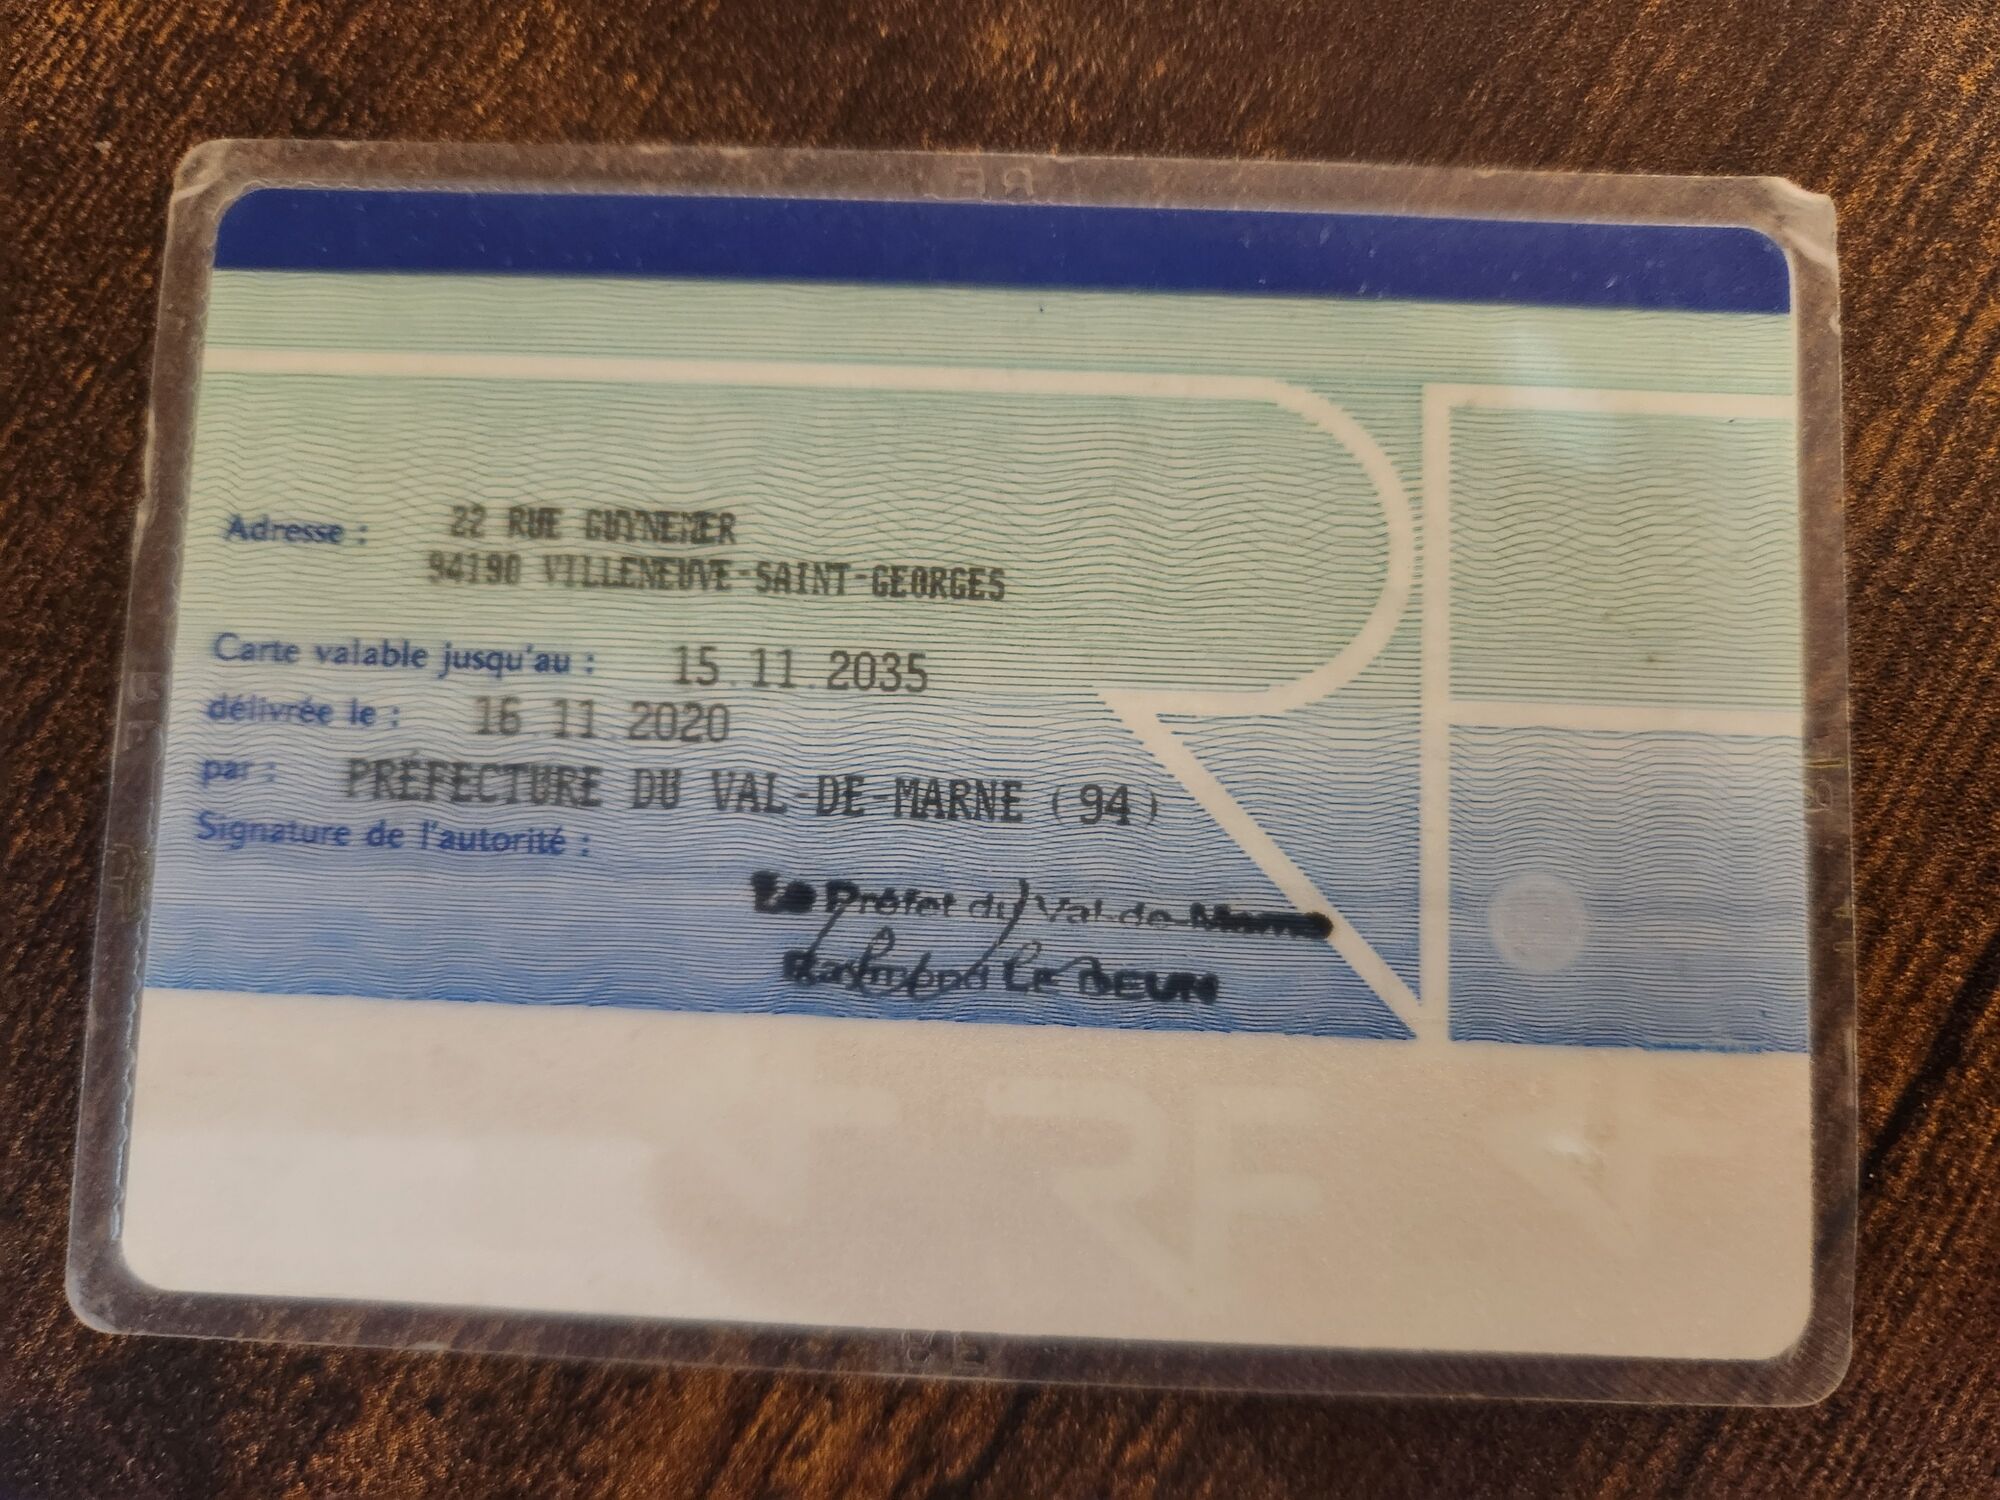 Adresse : 22 RUE GUYNEMER
94190 VILLENEUVE-SAINT-GEORGES
Carte valable jusqu'au : 15.11.2035
délivrée le : 16 11 2020
par : PRÉFECTURE DU VAL-DE-MARNE (94)
Signature de l'autorité :
Le Préfet du Val-de-Marne
Raymond LE DEUN
RF